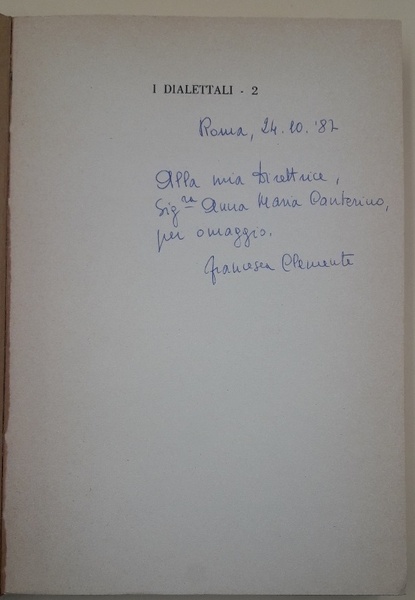 I DIALETTALI - 2
Roma, 24.10.'87
Alla mia Direttrice,
Sig.ra Anna Maria Canterino,
per omaggio.
Francesca Clemente